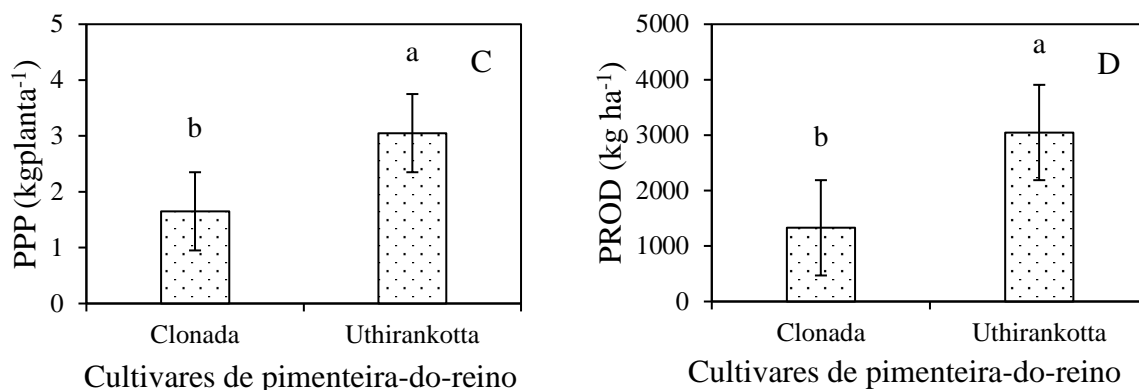 PPP (kgplanta⁻¹)
5
4
3
2
1
0
C
b
a
Clonada
Uthirankotta
Cultivares de pimenteira-do-reino
PROD (kg ha⁻¹)
5000
4000
3000
2000
1000
0
D
b
a
Clonada
Uthirankotta
Cultivares de pimenteira-do-reino